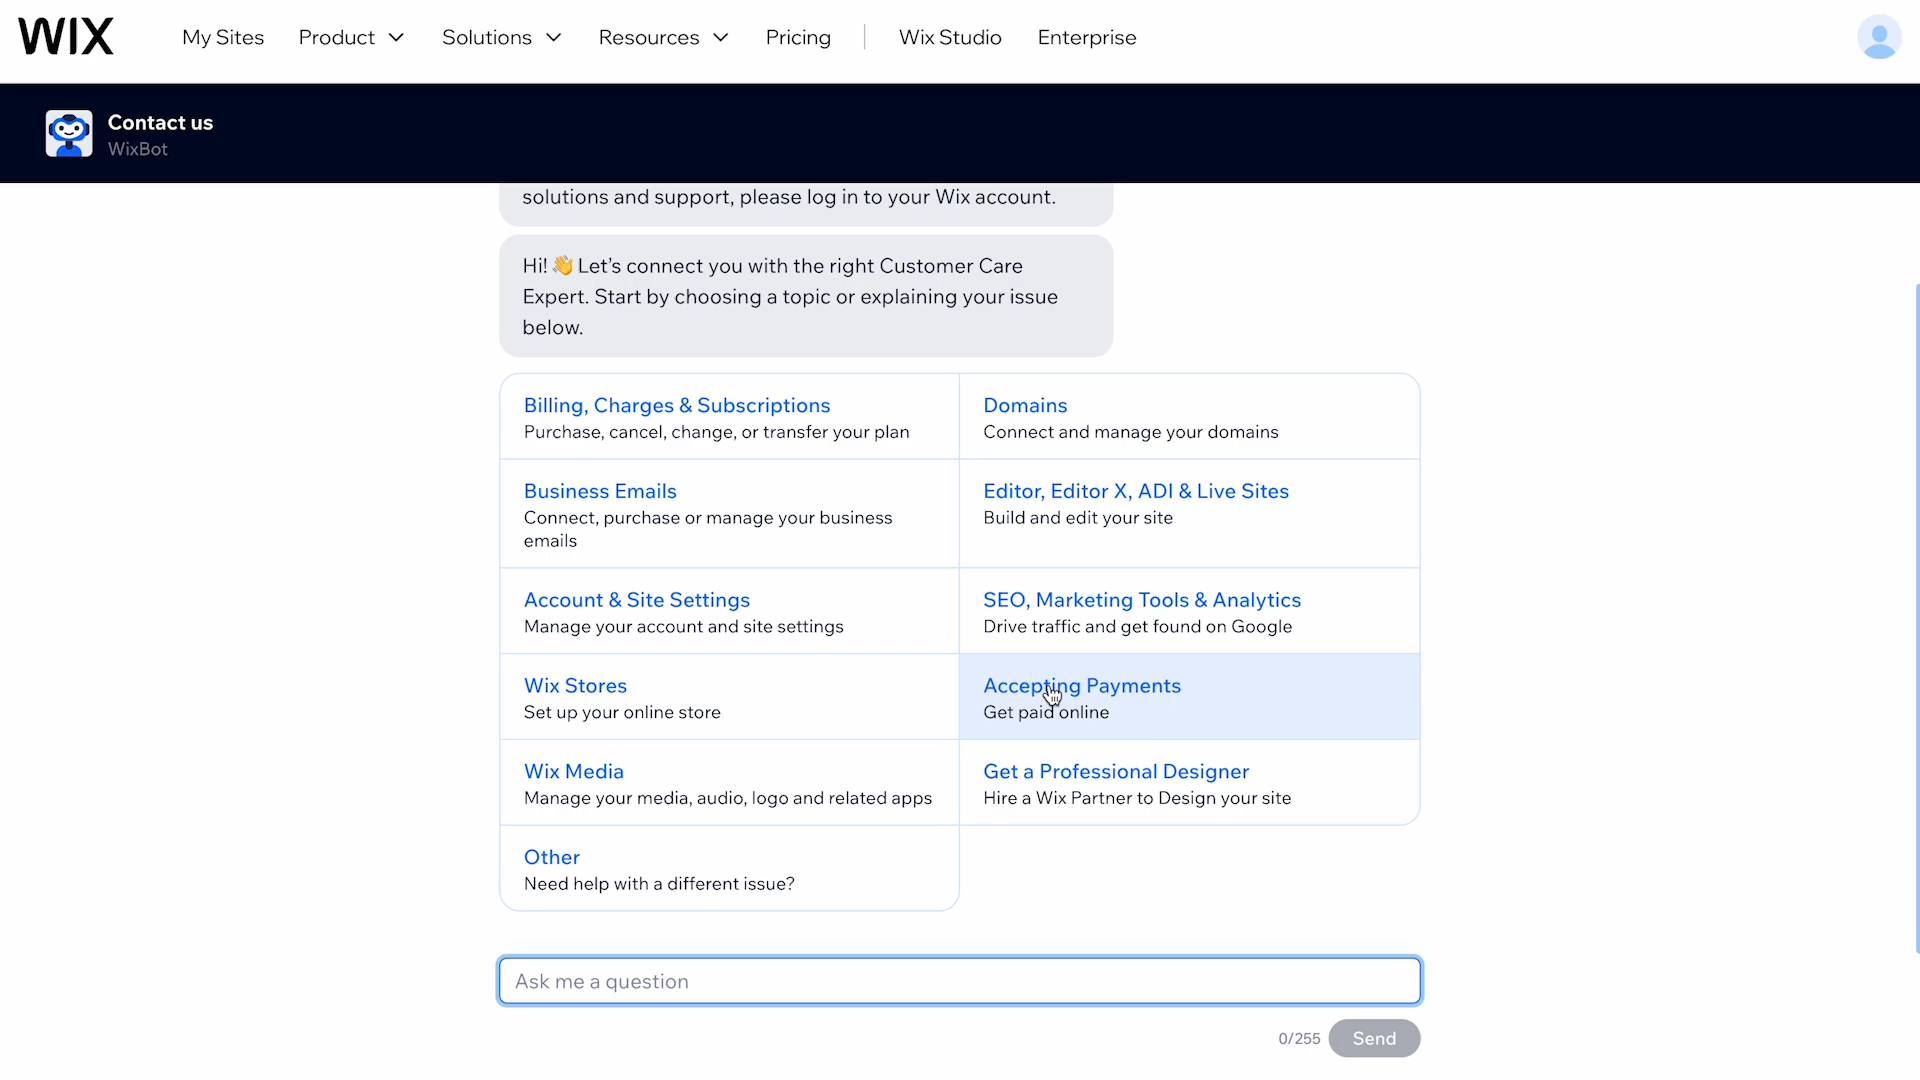 WIX
My Sites
Product
Solutions
Resources
Pricing
Wix Studio
Enterprise
Contact us
WixBot
solutions and support, please log in to your Wix account.
Hi! 👋 Let's connect you with the right Customer Care
Expert. Start by choosing a topic or explaining your issue
below.
Billing, Charges & Subscriptions
Purchase, cancel, change, or transfer your plan
Domains
Connect and manage your domains
Business Emails
Connect, purchase or manage your business
emails
Editor, Editor X, ADI & Live Sites
Build and edit your site
Account & Site Settings
Manage your account and site settings
SEO, Marketing Tools & Analytics
Drive traffic and get found on Google
Wix Stores
Set up your online store
Accepting Payments
Get paid online
Wix Media
Manage your media, audio, logo and related apps
Get a Professional Designer
Hire a Wix Partner to Design your site
Other
Need help with a different issue?
Ask me a question
0/255
Send